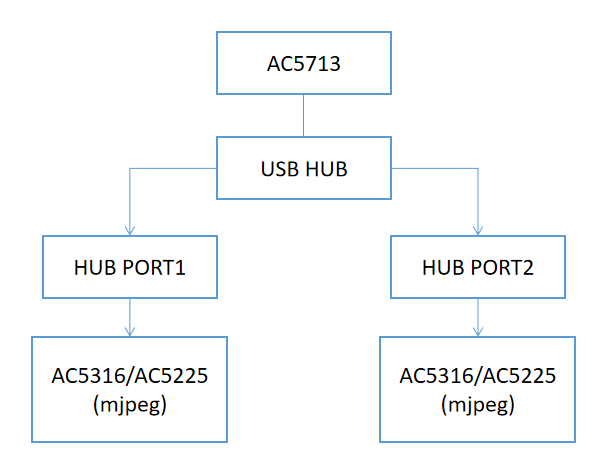 AC5713
USB HUB
HUB PORT1
HUB PORT2
AC5316/AC5225
(mjpeg)
AC5316/AC5225
(mjpeg)